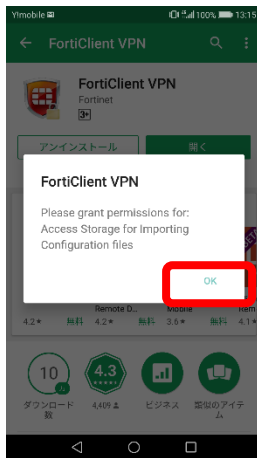 Y!mobile 100% 13:15
FortiClient VPN
FortiClient VPN
Fortinet
3+
アンインストール 開く
FortiClient VPN
Please grant permissions for:
Access Storage for Importing
Configuration files
OK
Remote D... Mobile Rem
4.2★ 無料 4.2★ 無料 3.6★ 無料 4.1★
10 4.3
ダウンロード 4,409 ビジネス 類似のアイテ
数 ム